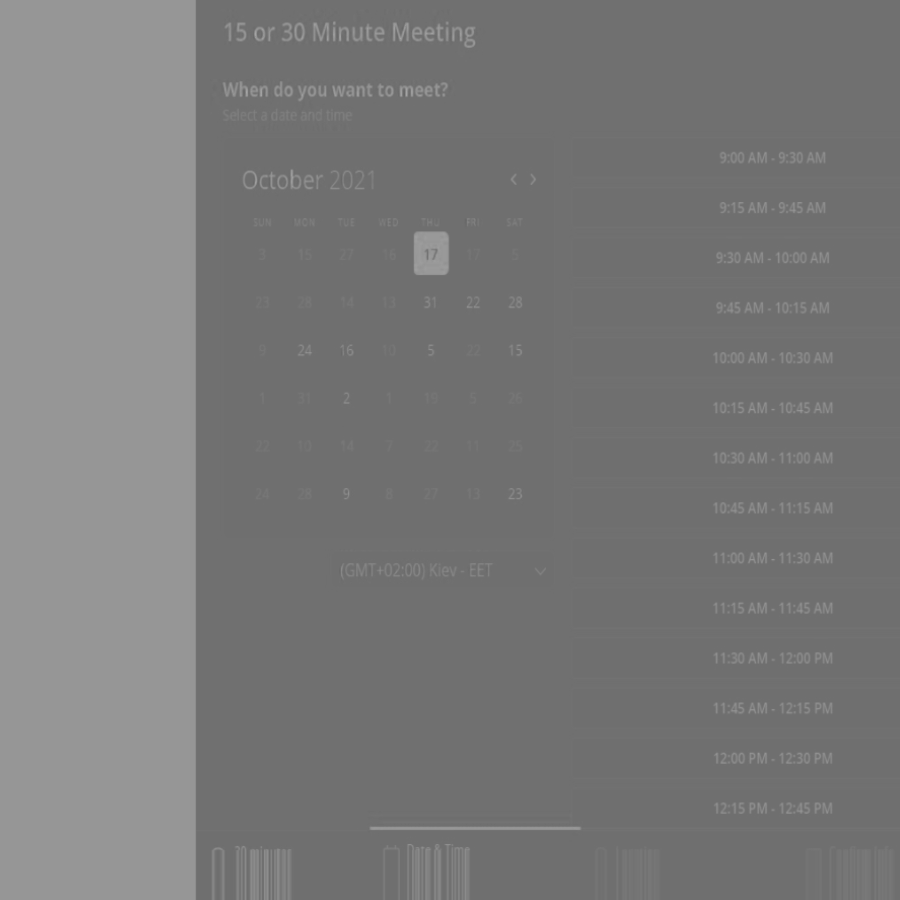 15 or 30 Minute Meeting
When do you want to meet?
Select a date and time
October 2021
SUN MON TUE WED THU FRI SAT
3 15 27 16 17 17 5
23 28 14 13 31 22 28
9 24 16 10 5 22 15
1 31 2 1 19 6 26
22 10 14 7 22 11 25
24 28 9 8 27 13 23
(GMT+02:00) Kiev - EET
9:00 AM - 9:30 AM
9:15 AM - 9:45 AM
9:30 AM - 10:00 AM
9:45 AM - 10:15 AM
10:00 AM - 10:30 AM
10:15 AM - 10:45 AM
10:30 AM - 11:00 AM
10:45 AM - 11:15 AM
11:00 AM - 11:30 AM
11:15 AM - 11:45 AM
11:30 AM - 12:00 PM
11:45 AM - 12:15 PM
12:00 PM - 12:30 PM
12:15 PM - 12:45 PM
30 minutes
Date & Time